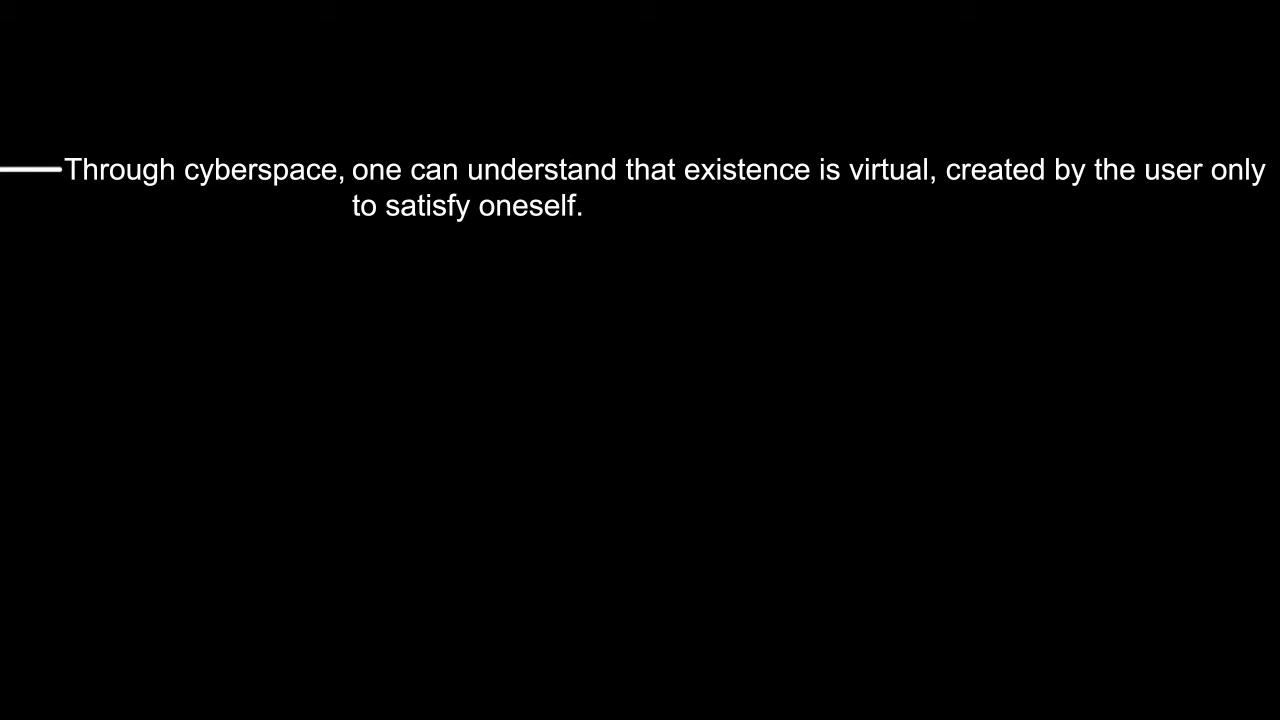 Through cyberspace, one can understand that existence is virtual, created by the user only
to satisfy oneself.